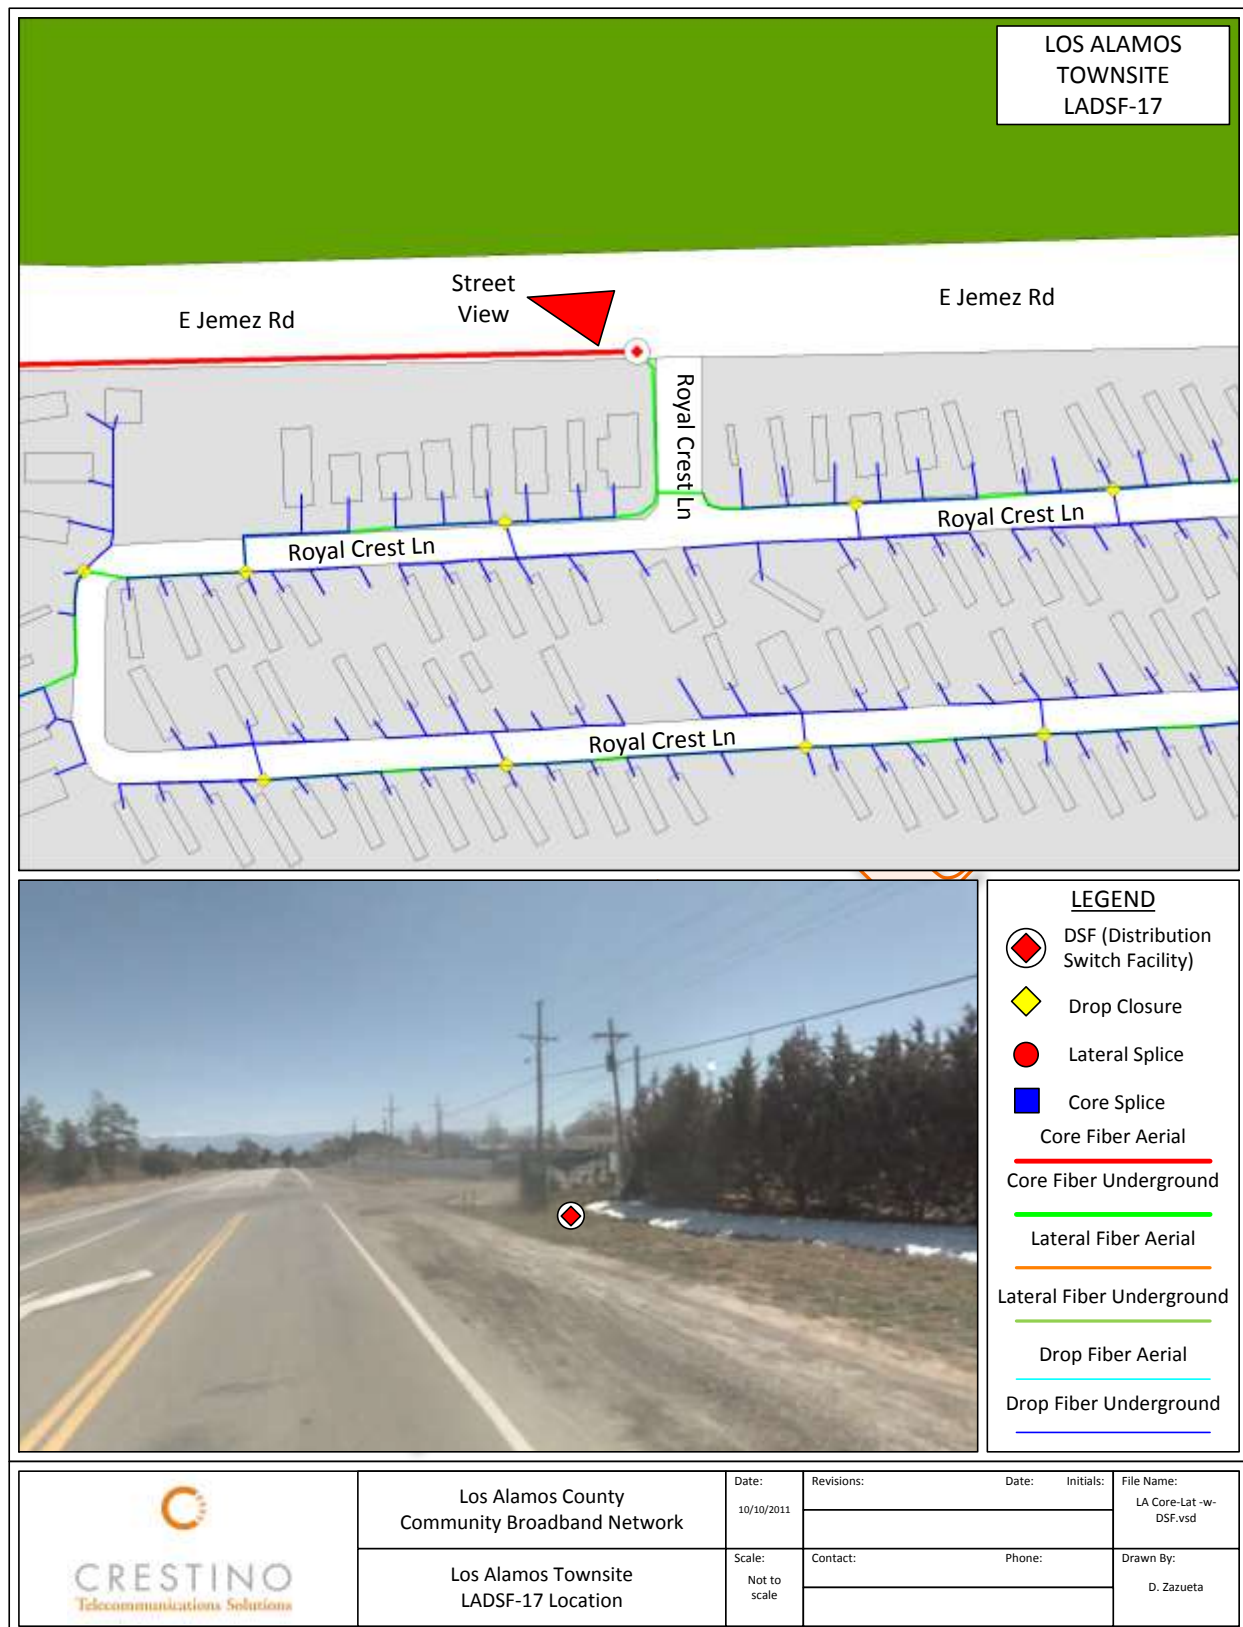 LOS ALAMOS
TOWNSITE
LADSF-17
Street
View
E Jemez Rd
E Jemez Rd
Royal Crest Ln
Royal Crest Ln
Royal Crest Ln
Royal Crest Ln
LEGEND
DSF (Distribution
Switch Facility)
Drop Closure
Lateral Splice
Core Splice
Core Fiber Aerial
Core Fiber Underground
Lateral Fiber Aerial
Lateral Fiber Underground
Drop Fiber Aerial
Drop Fiber Underground
CRESTINO
Telecommunications Solutions
Los Alamos County
Community Broadband Network
Los Alamos Townsite
LADSF-17 Location
Date:
10/10/2011
Scale:
Not to
scale
Revisions: Date: Initials:
Contact: Phone:
File Name:
LA Core-Lat -w-
DSF.vsd
Drawn By:
D. Zazueta